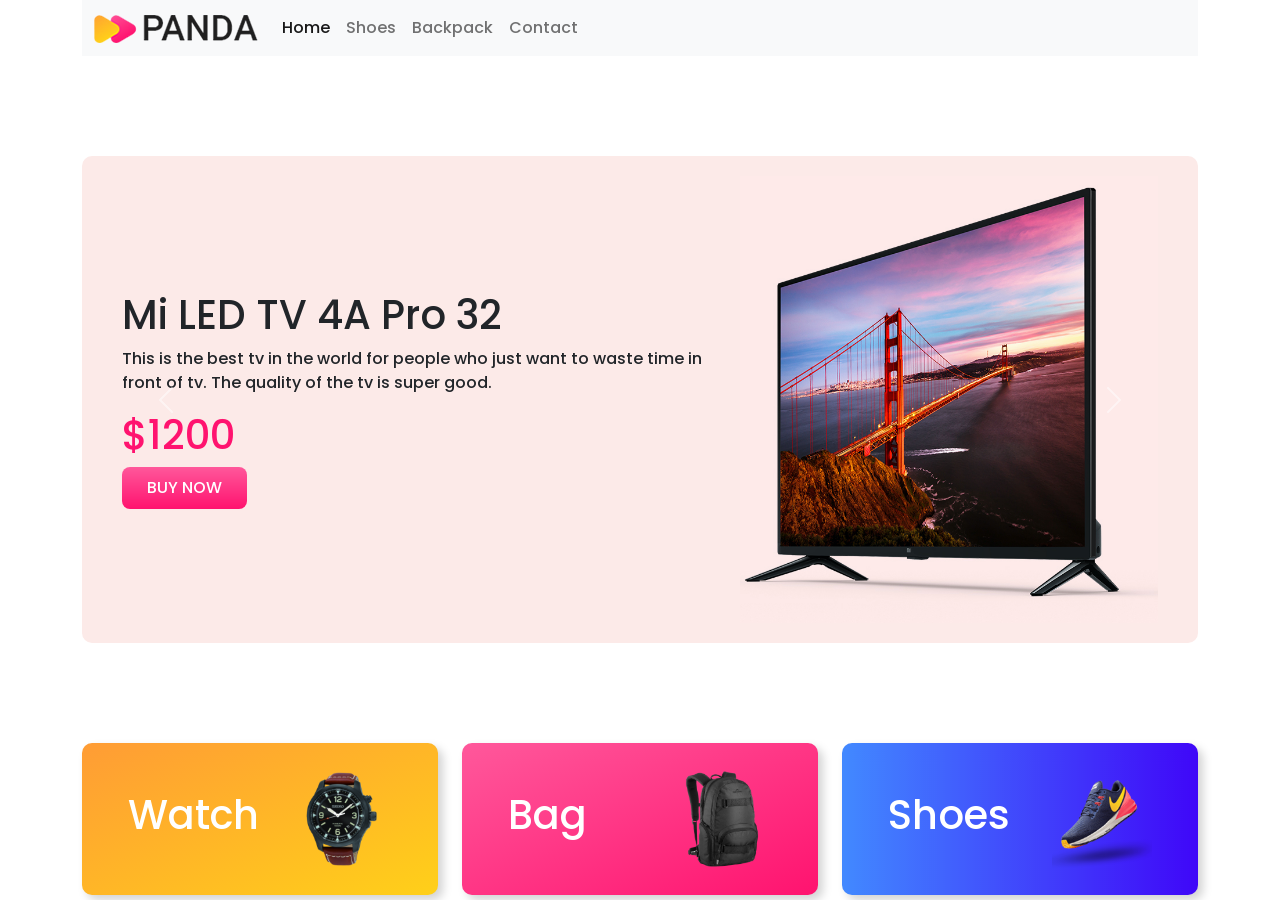 PANDA
Home
Shoes
Backpack
Contact
Mi LED TV 4A Pro 32
This is the best tv in the world for people who just want to waste time in
front of tv. The quality of the tv is super good.
$1200
BUY NOW
Watch
Bag
Shoes